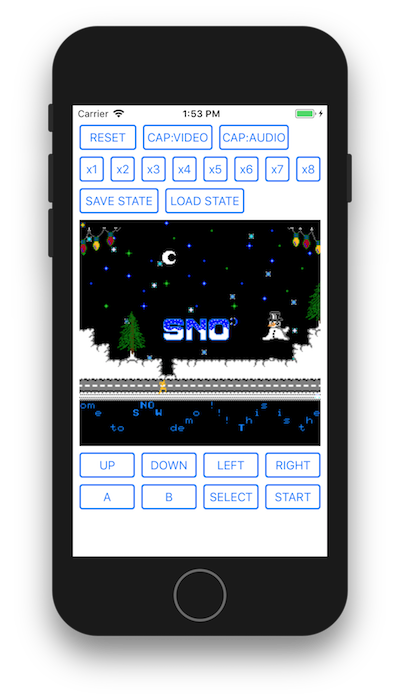 Carrier 1:53 PM
RESET CAP:VIDEO CAP:AUDIO
x1 x2 x3 x4 x5 x6 x7 x8
SAVE STATE LOAD STATE
SNO
UP DOWN LEFT RIGHT
A B SELECT START